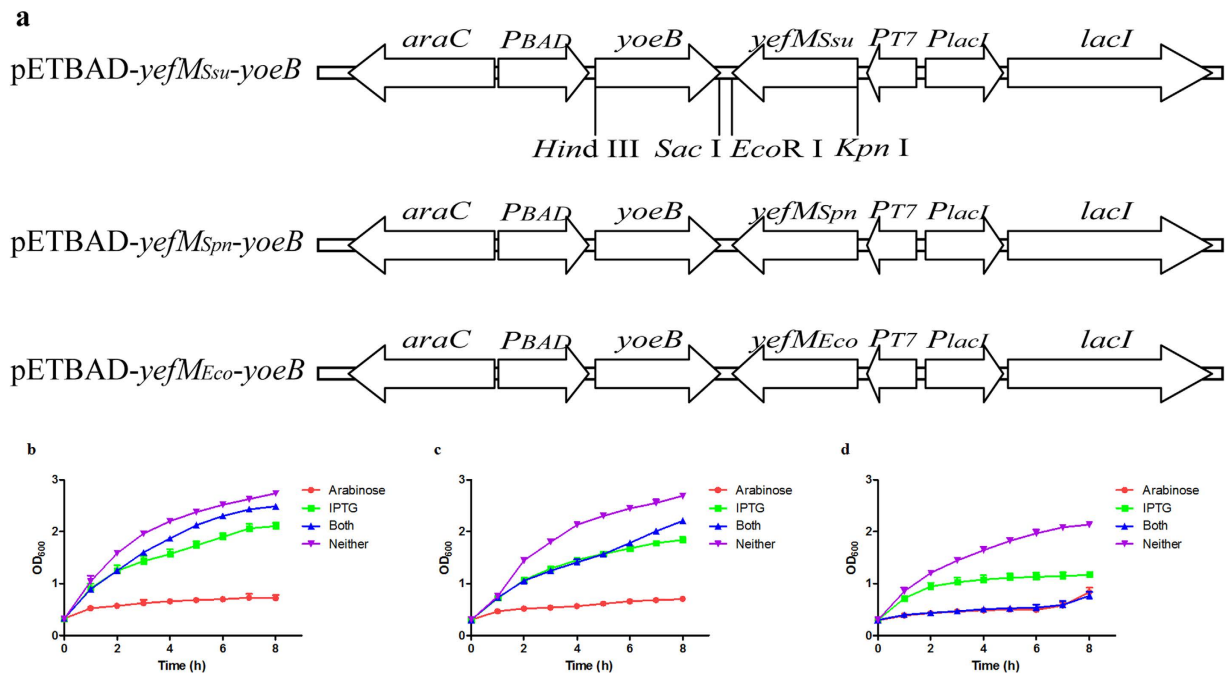 a
araC PBAD yoeB yefMSsu PT7 PlacI lacI
pETBAD-yefMSsu-yoeB
Hind III Sac I EcoR I Kpn I
araC PBAD yoeB yefMSpn PT7 PlacI lacI
pETBAD-yefMSpn-yoeB
araC PBAD yoeB yefMEco PT7 PlacI lacI
pETBAD-yefMEco-yoeB
b
3
2
1
0
OD600
0 2 4 6 8
Time (h)
Arabinose
IPTG
Both
Neither
c
3
2
1
0
OD600
0 2 4 6 8
Time (h)
Arabinose
IPTG
Both
Neither
d
3
2
1
0
OD600
0 2 4 6 8
Time (h)
Arabinose
IPTG
Both
Neither